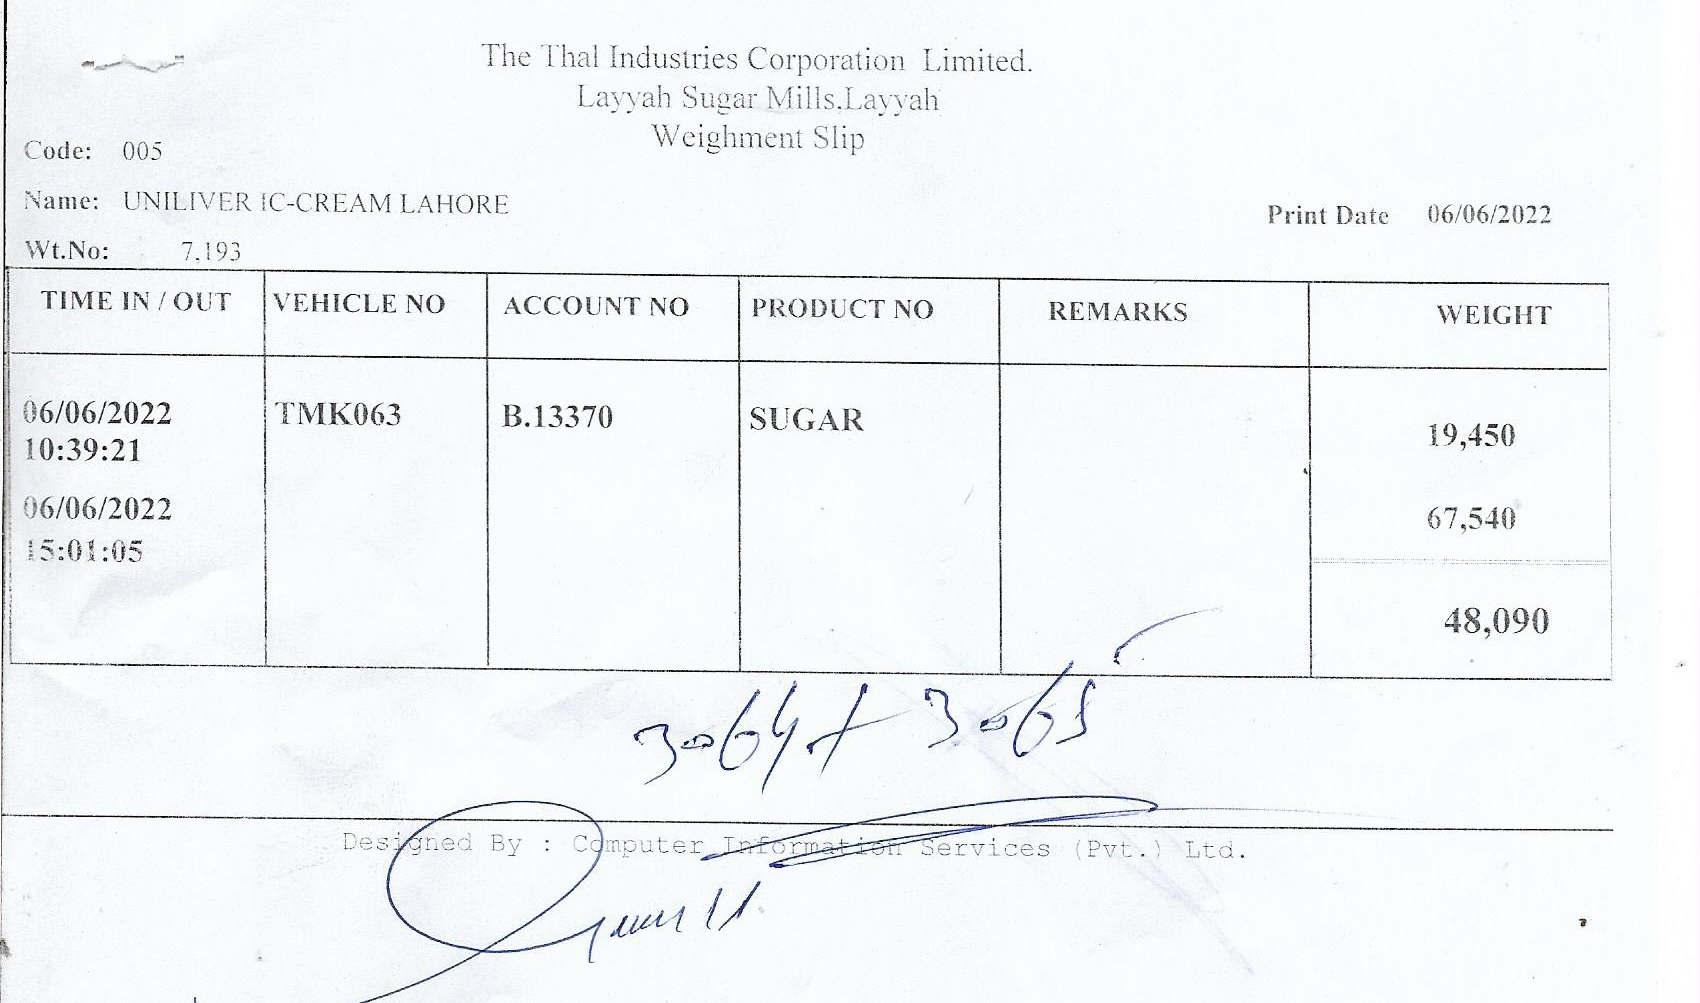 The Thal Industries Corporation Limited.
Layyah Sugar Mills,Layyah
Weighment Slip
Code: 005
Name: UNILIVER IC-CREAM LAHORE
Print Date 06/06/2022
Wt.No: 7,193
TIME IN / OUT VEHICLE NO ACCOUNT NO PRODUCT NO REMARKS WEIGHT
06/06/2022 TMK063 B.13370 SUGAR 19,450
10:39:21
06/06/2022 67,540
15:01:05
48,090
3064+3065
Designed By : Computer Information Services (Pvt.) Ltd.